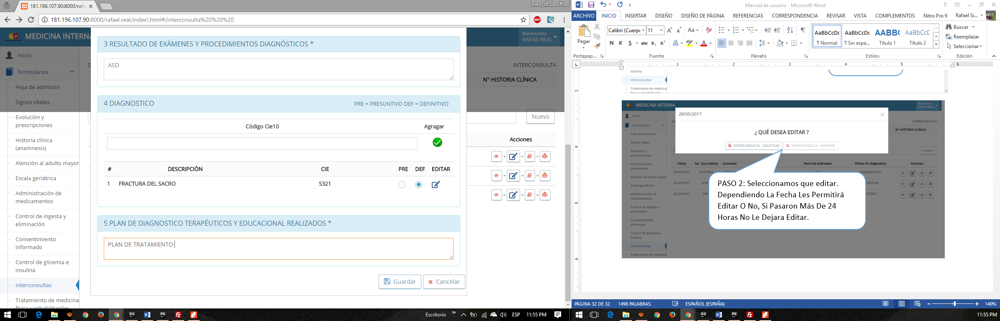 181.196.107.90:8000/rafa
181.196.107.90:8000/rafael.real/index!.html#/interconsulta%20%20%20
ABP
MEDICINA INTERNA
Bienvenido
RAFAE REAL
Inicio
Formularios
Hoja de admisión
Signos vitales
Evolución y
prescripciones
Historia clínica
(anamnesis)
Atención al adulto mayor
Escala geriátrica
Administración de
medicamentos
Control de ingesta y
eliminación
Consentimiento
informado
Control de glicemia e
insulina
Interconsultas
Tratamiento de medicina
física y rehabilitación
3 RESULTADO DE EXÁMENES Y PROCEDIMIENTOS DIAGNÓSTICOS *
ASD
4 DIAGNOSTICO
PRE = PRESUNTIVO DEF = DEFINITIVO
Código Cie10
Agragar
# DESCRIPCIÓN CIE PRE DEF EDITAR
1 FRACTURA DEL SACRO S321
5 PLAN DE DIAGNOSTICO TERAPÉUTICOS Y EDUCACIONAL REALIZADOS *
PLAN DE TRATAMIENTO
Guardar
Cancelar
INTERCONSULTA
N° HISTORIA CLÍNICA
Nuevo
Acciones
Escritorio
ESP
11:55 PM
Manual de usuario - Microsoft Word
ARCHIVO INICIO INSERTAR DISEÑO DISEÑO DE PÁGINA REFERENCIAS CORRESPONDENCIA REVISAR VISTA COMPLEMENTOS Nitro Pro 9 Rafael Si...
Pegar
Calibri (Cuerpo 11
N K S abc x₂ x²
AaBbCcDc AaBbCcDc AABBC AaBbCcE
¶ Normal ¶ Sin espa... Título 1 Título 2
Buscar
Reemplazar
Seleccionar
Portapap... Fuente Párrafo Estilos Edición
1 2 3 4 5 6
insulina
Interconsultas
Tratamiento de medicina
física y rehabilitación
MEDICINA INTERNA
Bienvenido
RAFAE REAL
Inicio
Formularios
Hoja de admisión
Signos vitales
Evolución y
prescripciones
Historia clínica
(anamnesis)
Atención al adulto mayor
Escala geriátrica
Administración de
medicamentos
Control de ingesta y
eliminación
Consentimiento
informado
Control de glicemia e
insulina
Interconsultas
Tratamiento de medicina
28/05/2017
¿ QUÉ DESEA EDITAR ?
INTERCONSULTA - SOLICITUD
INTERCONSULTA - INFORME
INTERCONSULTA
N° HISTORIA CLÍNICA
Nuevo
Fecha Ser. Que solicita Gravedad Resul de exámenes Planes de diagnostico Acciones
28/05/2017 FICIATRIA NORMAL ASD SADADJNASDK
22/05/2017
22/05/2017
PASO 2: Seleccionamos que editar.
Dependiendo La Fecha Les Permitirá
Editar O No, Si Pasaron Más De 24
Horas No Le Dejara Editar.
PÁGINA 32 DE 32 1498 PALABRAS ESPAÑOL (ESPAÑA) 140%
11:55 PM